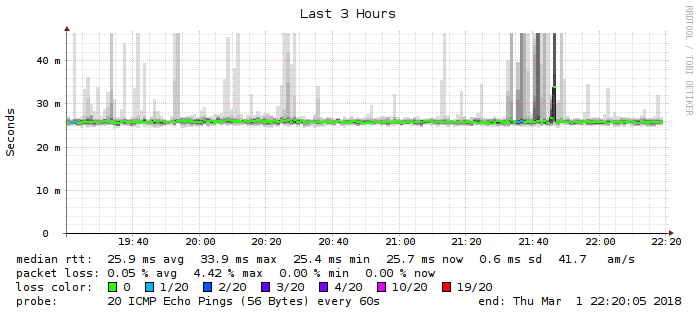 Last 3 Hours
RRDTOOL / TOBI OETIKER
Seconds
40 m
30 m
20 m
10 m
0
19:40 20:00 20:20 20:40 21:00 21:20 21:40 22:00 22:20
median rtt: 25.9 ms avg 33.9 ms max 25.4 ms min 25.7 ms now 0.6 ms sd 41.7 am/s
packet loss: 0.05 % avg 4.42 % max 0.00 % min 0.00 % now
loss color: 0 1/20 2/20 3/20 4/20 10/20 19/20
probe: 20 ICMP Echo Pings (56 Bytes) every 60s end: Thu Mar 1 22:20:05 2018